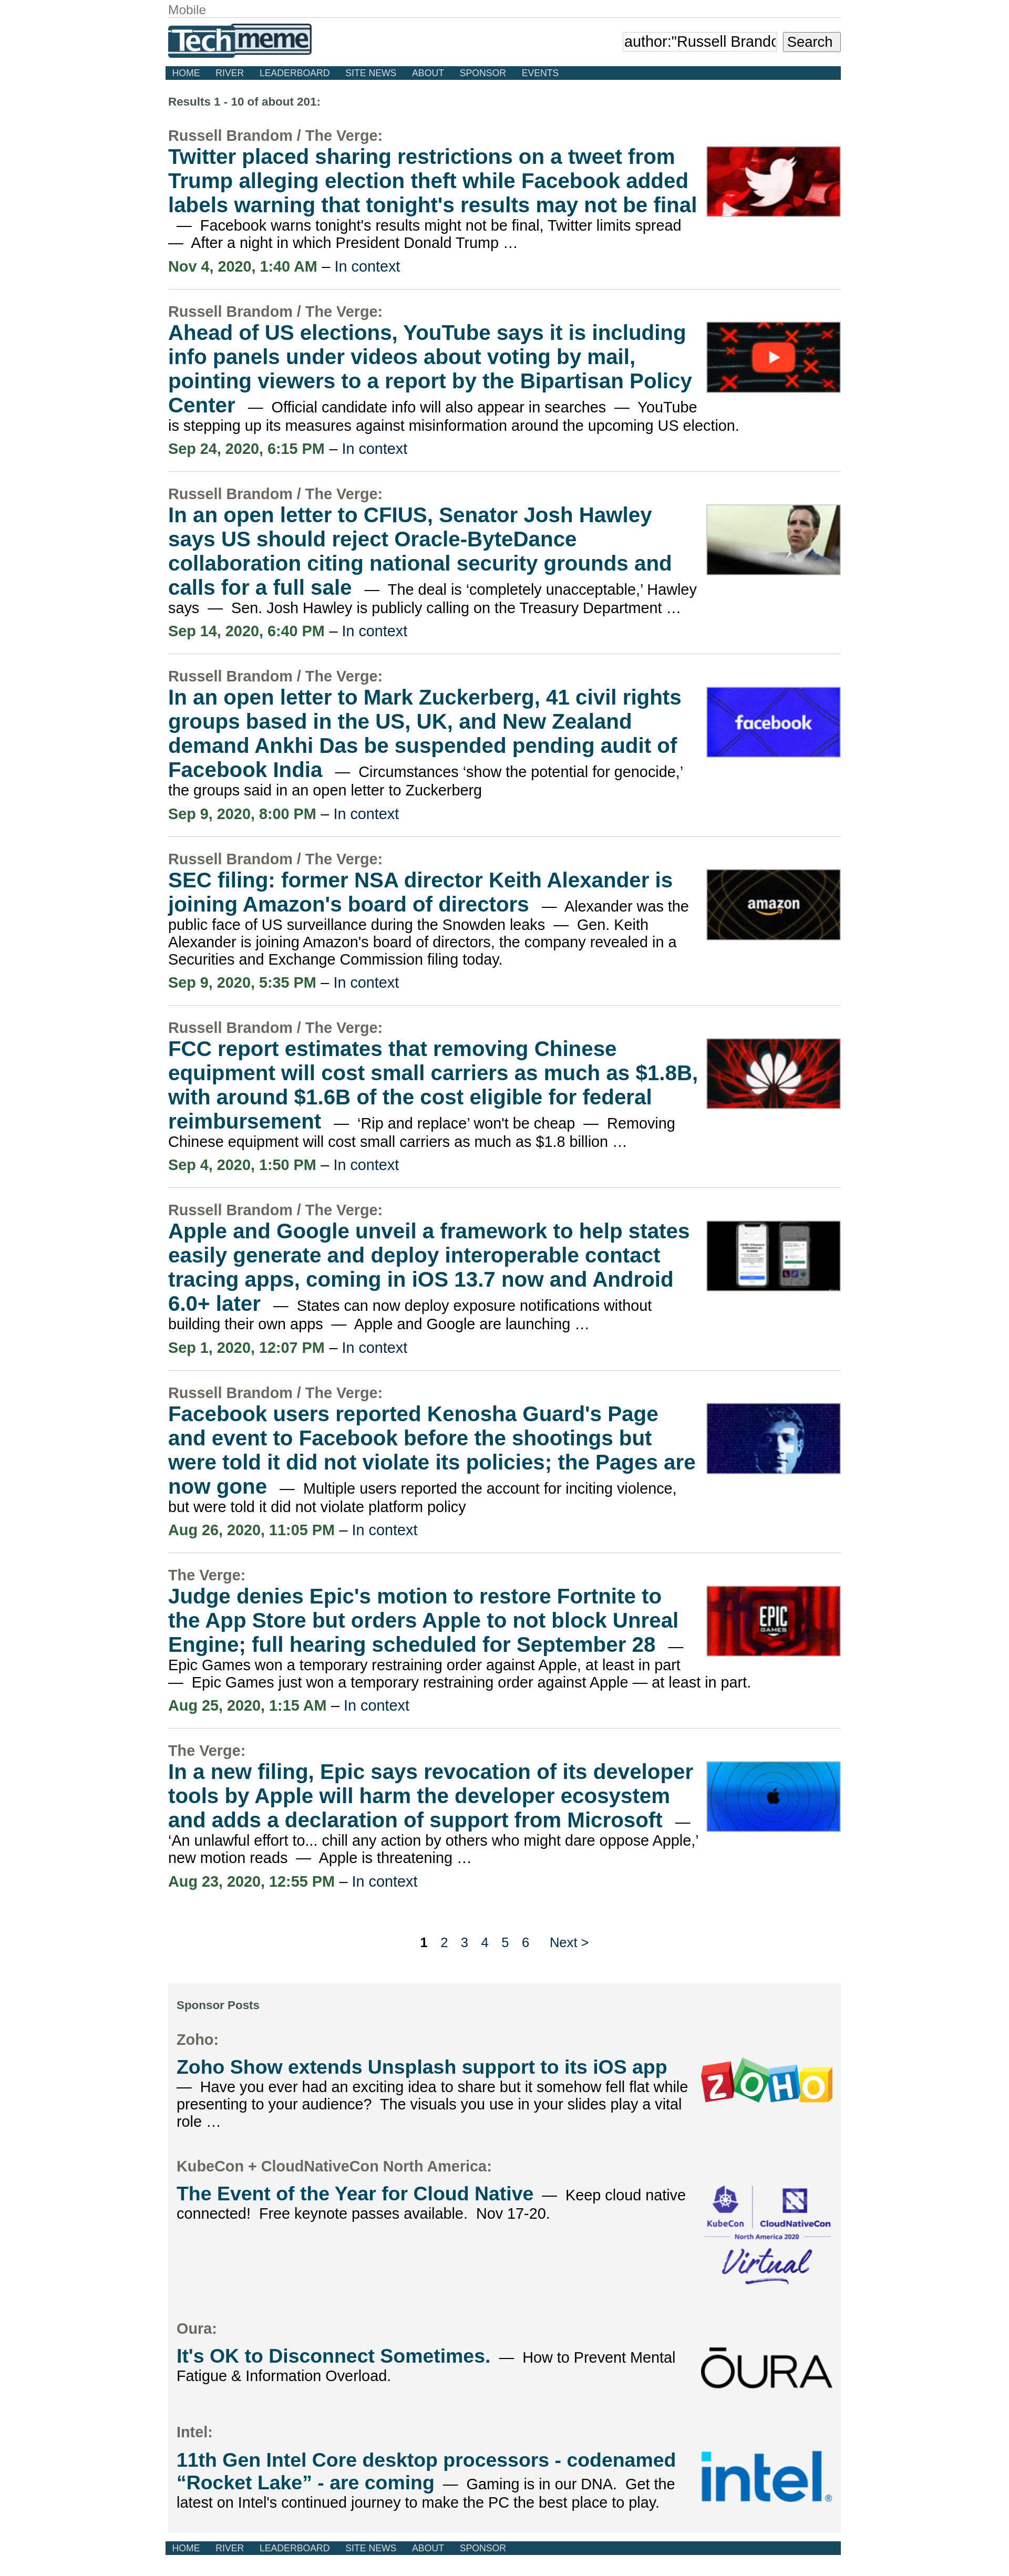 Mobile
Techmeme
author:"Russell Brando
Search
HOME RIVER LEADERBOARD SITE NEWS ABOUT SPONSOR EVENTS
Results 1 - 10 of about 201:
Russell Brandom / The Verge:
Twitter placed sharing restrictions on a tweet from
Trump alleging election theft while Facebook added
labels warning that tonight's results may not be final
— Facebook warns tonight's results might not be final, Twitter limits spread
— After a night in which President Donald Trump …
Nov 4, 2020, 1:40 AM – In context
Russell Brandom / The Verge:
Ahead of US elections, YouTube says it is including
info panels under videos about voting by mail,
pointing viewers to a report by the Bipartisan Policy
Center — Official candidate info will also appear in searches — YouTube
is stepping up its measures against misinformation around the upcoming US election.
Sep 24, 2020, 6:15 PM – In context
Russell Brandom / The Verge:
In an open letter to CFIUS, Senator Josh Hawley
says US should reject Oracle-ByteDance
collaboration citing national security grounds and
calls for a full sale — The deal is ‘completely unacceptable,’ Hawley
says — Sen. Josh Hawley is publicly calling on the Treasury Department …
Sep 14, 2020, 6:40 PM – In context
Russell Brandom / The Verge:
In an open letter to Mark Zuckerberg, 41 civil rights
groups based in the US, UK, and New Zealand
demand Ankhi Das be suspended pending audit of
Facebook India — Circumstances ‘show the potential for genocide,’
the groups said in an open letter to Zuckerberg
facebook
Sep 9, 2020, 8:00 PM – In context
Russell Brandom / The Verge:
SEC filing: former NSA director Keith Alexander is
joining Amazon's board of directors — Alexander was the
public face of US surveillance during the Snowden leaks — Gen. Keith
Alexander is joining Amazon's board of directors, the company revealed in a
Securities and Exchange Commission filing today.
amazon
Sep 9, 2020, 5:35 PM – In context
Russell Brandom / The Verge:
FCC report estimates that removing Chinese
equipment will cost small carriers as much as $1.8B,
with around $1.6B of the cost eligible for federal
reimbursement — ‘Rip and replace’ won't be cheap — Removing
Chinese equipment will cost small carriers as much as $1.8 billion …
Sep 4, 2020, 1:50 PM – In context
Russell Brandom / The Verge:
Apple and Google unveil a framework to help states
easily generate and deploy interoperable contact
tracing apps, coming in iOS 13.7 now and Android
6.0+ later — States can now deploy exposure notifications without
building their own apps — Apple and Google are launching …
Sep 1, 2020, 12:07 PM – In context
Russell Brandom / The Verge:
Facebook users reported Kenosha Guard's Page
and event to Facebook before the shootings but
were told it did not violate its policies; the Pages are
now gone — Multiple users reported the account for inciting violence,
but were told it did not violate platform policy
Aug 26, 2020, 11:05 PM – In context
The Verge:
Judge denies Epic's motion to restore Fortnite to
the App Store but orders Apple to not block Unreal
Engine; full hearing scheduled for September 28 —
Epic Games won a temporary restraining order against Apple, at least in part
— Epic Games just won a temporary restraining order against Apple — at least in part.
EPIC
GAMES
Aug 25, 2020, 1:15 AM – In context
The Verge:
In a new filing, Epic says revocation of its developer
tools by Apple will harm the developer ecosystem
and adds a declaration of support from Microsoft —
‘An unlawful effort to... chill any action by others who might dare oppose Apple,’
new motion reads — Apple is threatening …
Aug 23, 2020, 12:55 PM – In context
1 2 3 4 5 6 Next >
Sponsor Posts
Zoho:
Zoho Show extends Unsplash support to its iOS app
— Have you ever had an exciting idea to share but it somehow fell flat while
presenting to your audience? The visuals you use in your slides play a vital
role …
ZOHO
KubeCon + CloudNativeCon North America:
The Event of the Year for Cloud Native — Keep cloud native
connected! Free keynote passes available. Nov 17-20.
KubeCon CloudNativeCon
North America 2020
Virtual
Oura:
It's OK to Disconnect Sometimes. — How to Prevent Mental
Fatigue & Information Overload.
ŌURA
Intel:
11th Gen Intel Core desktop processors - codenamed
“Rocket Lake” - are coming — Gaming is in our DNA. Get the
latest on Intel's continued journey to make the PC the best place to play.
intel®
HOME RIVER LEADERBOARD SITE NEWS ABOUT SPONSOR